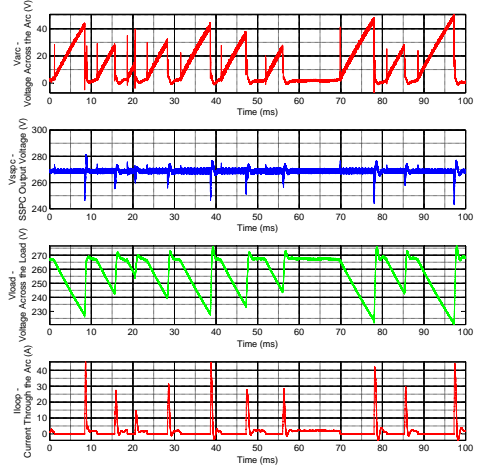 Varc -
Voltage Across the Arc (V)
40
20
0
0 10 20 30 40 50 60 70 80 90 100
Time (ms)
Vsspc -
SSPC Output Voltage (V)
300
280
260
240
0 10 20 30 40 50 60 70 80 90 100
Time (ms)
Vload -
Voltage Across the Load (V)
270
260
250
240
230
0 10 20 30 40 50 60 70 80 90 100
Time (ms)
Iloop -
Current Through the Arc (A)
40
30
20
10
0
0 10 20 30 40 50 60 70 80 90 100
Time (ms)